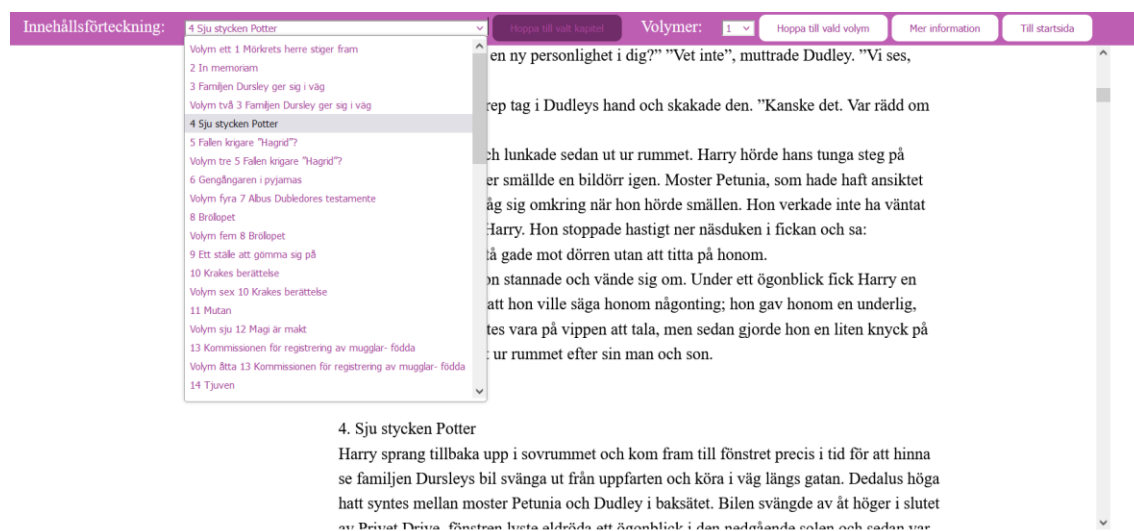 Innehållsförteckning: 4 Sju stycken Potter Hoppa till valt kapitel Volymer: 1 Hoppa till vald volym Mer information Till startsida
Volym ett 1 Mörkrets herre stiger fram
2 In memoriam
3 Familjen Dursley ger sig i väg
Volym två 3 Familjen Dursley ger sig i väg
4 Sju stycken Potter
5 Fallen krigare ”Hagrid”?
Volym tre 5 Fallen krigare ”Hagrid”?
6 Gengångaren i pyjamas
Volym fyra 7 Albus Dubledores testamente
8 Bröllopet
Volym fem 8 Bröllopet
9 Ett ställe att gömma sig på
10 Krakes berättelse
Volym sex 10 Krakes berättelse
11 Mutan
Volym sju 12 Magi är makt
13 Kommissionen för registrering av mugglar- födda
Volym åtta 13 Kommissionen för registrering av mugglar- födda
14 Tjuven
en ny personlighet i dig?” ”Vet inte”, muttrade Dudley. ”Vi ses,
rep tag i Dudleys hand och skakade den. ”Kanske det. Var rädd om
ch lunkade sedan ut ur rummet. Harry hörde hans tunga steg på
er smällde en bildörr igen. Moster Petunia, som hade haft ansiktet
åg sig omkring när hon hörde smällen. Hon verkade inte ha väntat
Harry. Hon stoppade hastigt ner näsduken i fickan och sa:
tå gade mot dörren utan att titta på honom.
on stannade och vände sig om. Under ett ögonblick fick Harry en
att hon ville säga honom någonting; hon gav honom en underlig,
tes vara på vippen att tala, men sedan gjorde hon en liten knyck på
ur rummet efter sin man och son.
4. Sju stycken Potter
Harry sprang tillbaka upp i sovrummet och kom fram till fönstret precis i tid för att hinna
se familjen Dursleys bil svänga ut från uppfarten och köra i väg längs gatan. Dedalus höga
hatt syntes mellan moster Petunia och Dudley i baksätet. Bilen svängde av åt höger i slutet
av Privet Drive, fönstren lyste eldröda ett ögonblick i den nedgående solen och sedan var